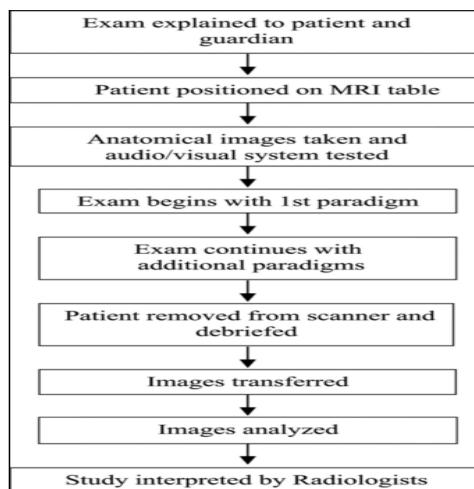 Exam explained to patient and
guardian
Patient positioned on MRI table
Anatomical images taken and
audio/visual system tested
Exam begins with 1st paradigm
Exam continues with
additional paradigms
Patient removed from scanner and
debriefed
Images transferred
Images analyzed
Study interpreted by Radiologists